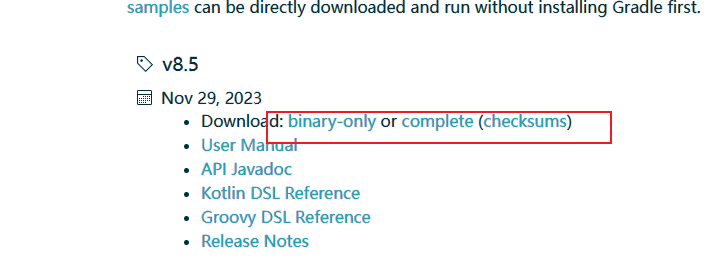 samples can be directly downloaded and run without installing Gradle first.
v8.5
Nov 29, 2023
• Download: binary-only or complete (checksums)
• User Manual
• API Javadoc
• Kotlin DSL Reference
• Groovy DSL Reference
• Release Notes